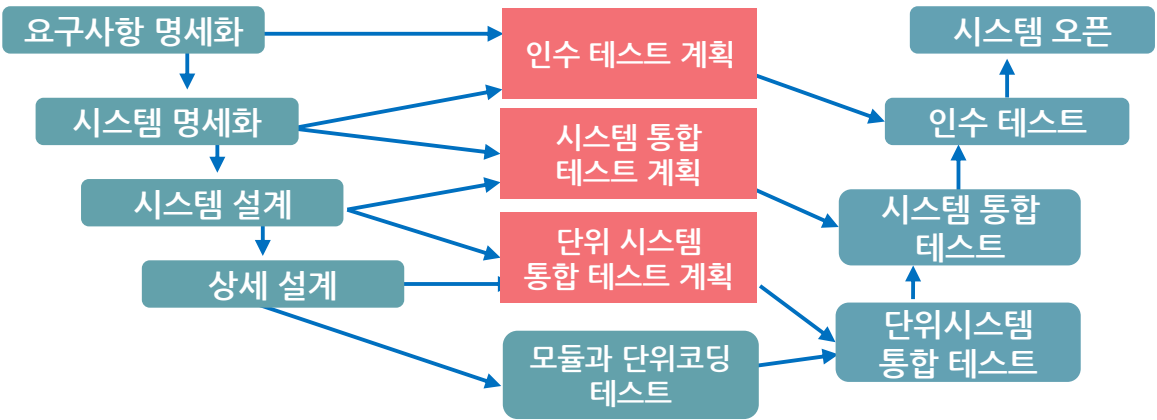 요구사항 명세화
인수 테스트 계획
시스템 오픈
시스템 명세화
인수 테스트
시스템 통합
테스트 계획
시스템 설계
시스템 통합
테스트
단위 시스템
통합 테스트 계획
상세 설계
단위시스템
통합 테스트
모듈과 단위코딩
테스트